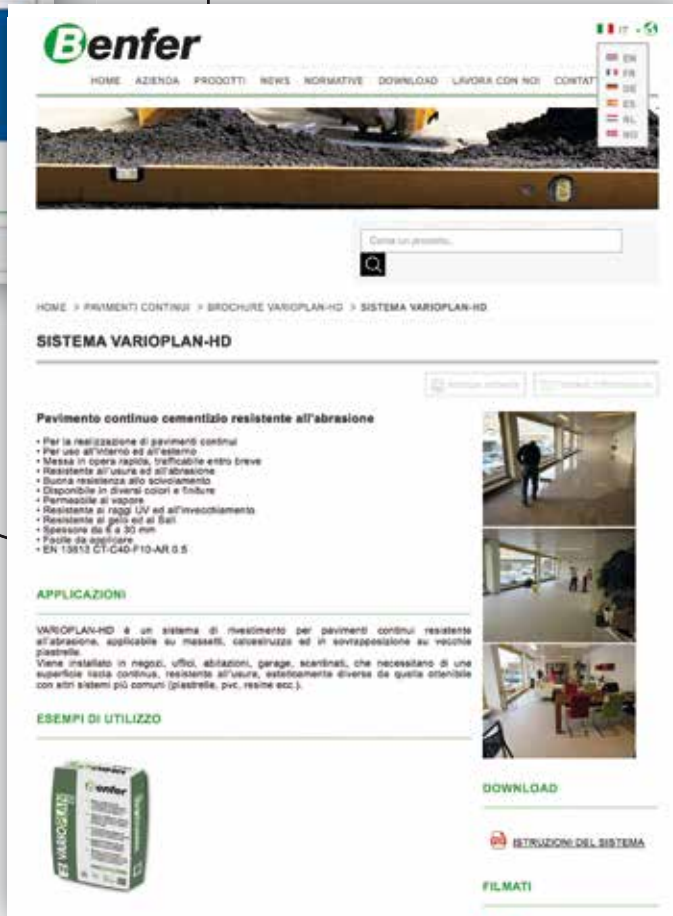 Benfer
IT
EN
FR
DE
ES
NL
NO
HOME AZIENDA PRODOTTI NEWS NORMATIVE DOWNLOAD LAVORA CON NOI CONTAT
Cerca un prodotto..
HOME > PAVIMENTI CONTINUI > BROCHURE VARIOPLAN-HD > SISTEMA VARIOPLAN-HD
SISTEMA VARIOPLAN-HD
Pavimento continuo cementizio resistente all'abrasione
• Per la realizzazione di pavimenti continui
• Per uso all'interno ed all'esterno
• Messa in opera rapida, trafficabile entro breve
• Resistente all'usura ed all'abrasione
• Buona resistenza allo scivolamento
• Disponibile in diversi colori e finiture
• Permeabile al vapore
• Resistente ai raggi UV ed all'invecchiamento
• Resistente al gelo ed ai Sali
• Spessore da 6 a 30 mm
• Facile da applicare
• EN 13813 CT-C40-F10-AR 0.5
APPLICAZIONI
VARIOPLAN-HD è un sistema di rivestimento per pavimenti continui resistente
all'abrasione, applicabile su massetti, calcestruzzo ed in sovrapposizione su vecchie
piastrelle.
Viene installato in negozi, uffici, abitazioni, garage, scantinati, che necessitano di una
superficie liscia continua, resistente all'usura, esteticamente diversa da quella ottenibile
con altri sistemi più comuni (piastrelle, pvc, resine ecc.).
ESEMPI DI UTILIZZO
Benfer
VARIOPLAN
DOWNLOAD
ISTRUZIONI DEL SISTEMA
FILMATI